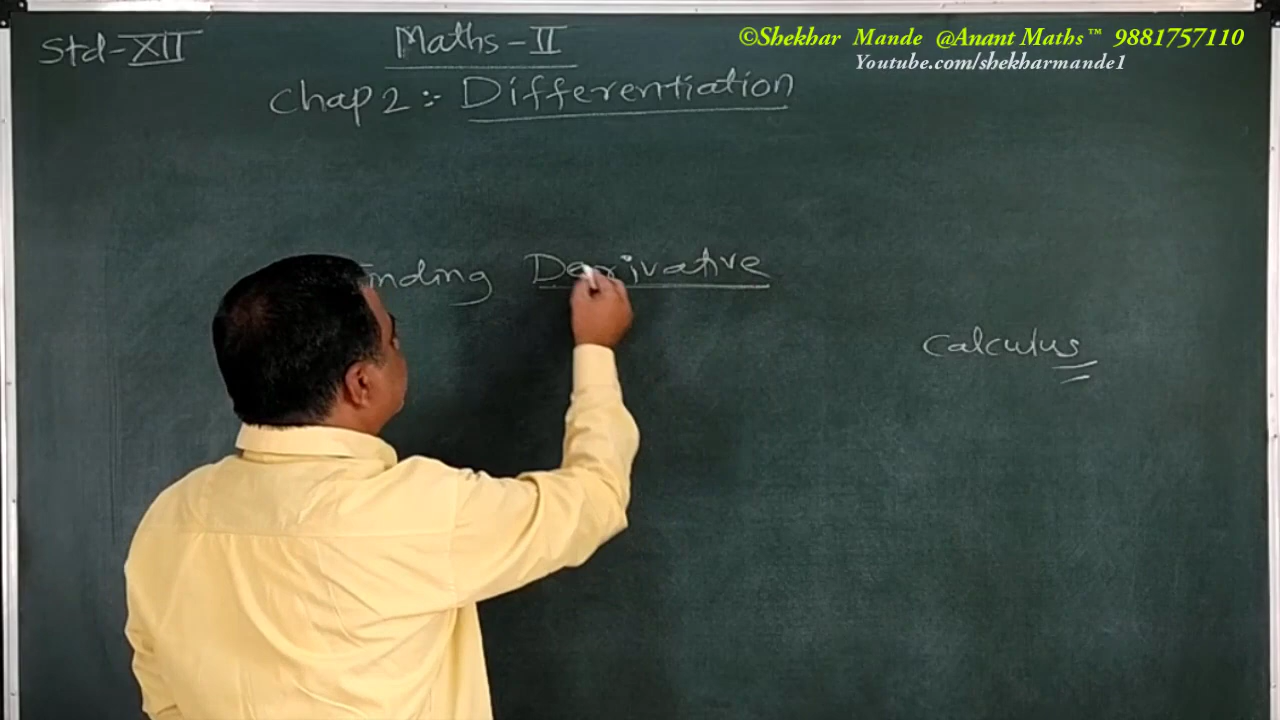 ©Shekhar Mande @Anant Maths™ 9881757110
Youtube.com/shekharmande1
Std-XII
Maths-II
Chap 2:- Differentiation
Derivative
Calculus